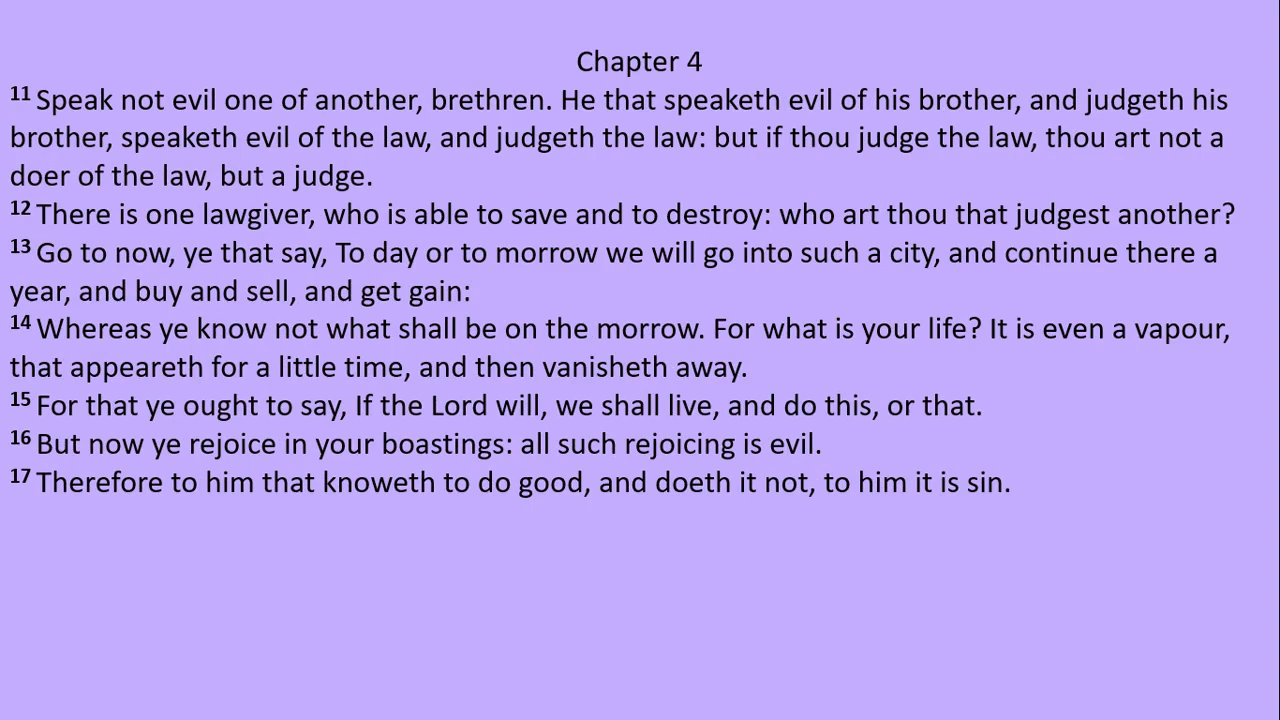 Chapter 4
11 Speak not evil one of another, brethren. He that speaketh evil of his brother, and judgeth his
brother, speaketh evil of the law, and judgeth the law: but if thou judge the law, thou art not a
doer of the law, but a judge.
12 There is one lawgiver, who is able to save and to destroy: who art thou that judgest another?
13 Go to now, ye that say, To day or to morrow we will go into such a city, and continue there a
year, and buy and sell, and get gain:
14 Whereas ye know not what shall be on the morrow. For what is your life? It is even a vapour,
that appeareth for a little time, and then vanisheth away.
15 For that ye ought to say, If the Lord will, we shall live, and do this, or that.
16 But now ye rejoice in your boastings: all such rejoicing is evil.
17 Therefore to him that knoweth to do good, and doeth it not, to him it is sin.